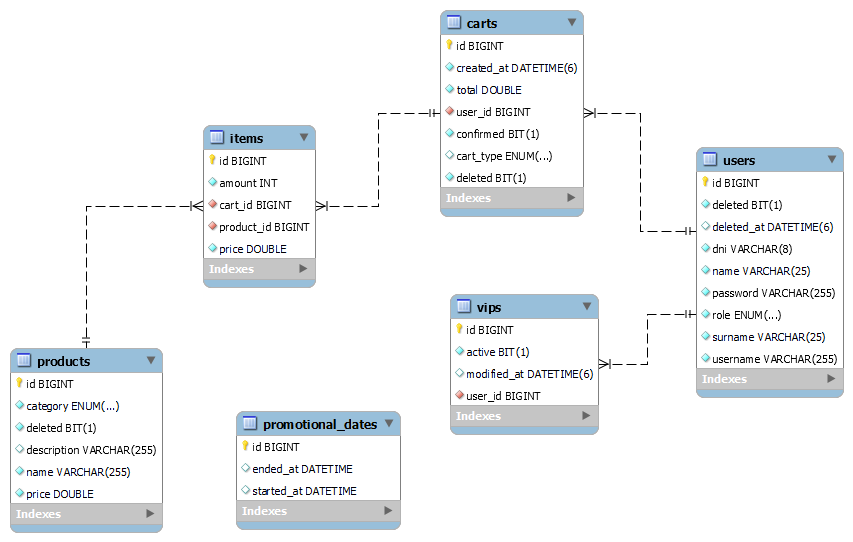 carts
id BIGINT
created_at DATETIME(6)
total DOUBLE
user_id BIGINT
confirmed BIT(1)
cart_type ENUM(...)
deleted BIT(1)
Indexes
items
id BIGINT
amount INT
cart_id BIGINT
product_id BIGINT
price DOUBLE
Indexes
users
id BIGINT
deleted BIT(1)
deleted_at DATETIME(6)
dni VARCHAR(8)
name VARCHAR(25)
password VARCHAR(255)
role ENUM(...)
surname VARCHAR(25)
username VARCHAR(255)
Indexes
vips
id BIGINT
active BIT(1)
modified_at DATETIME(6)
user_id BIGINT
Indexes
products
id BIGINT
category ENUM(...)
deleted BIT(1)
description VARCHAR(255)
name VARCHAR(255)
price DOUBLE
Indexes
promotional_dates
id BIGINT
ended_at DATETIME
started_at DATETIME
Indexes